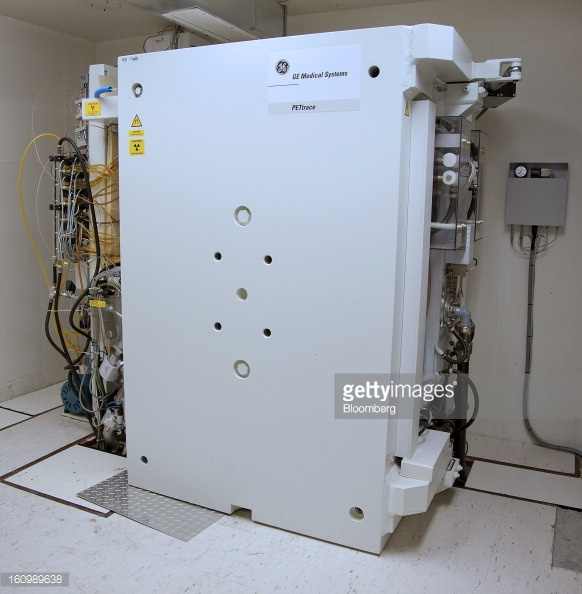 GE Medical Systems
PETtrace
gettyimages
Bloomberg
160989638